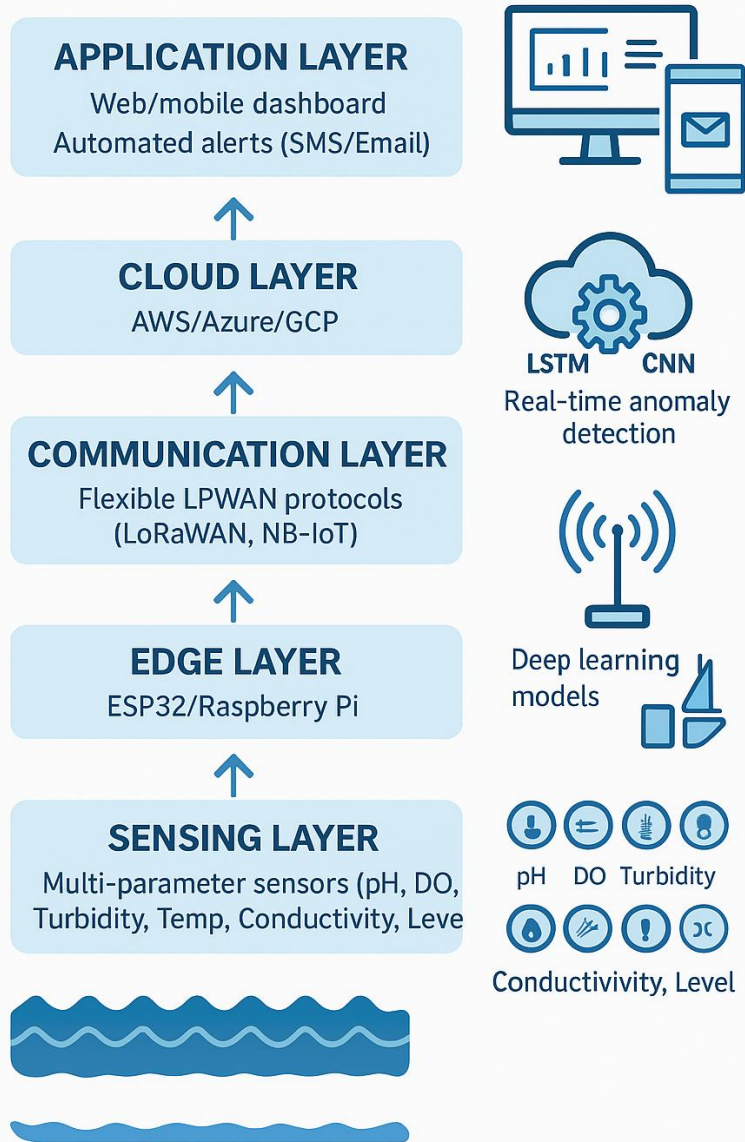 APPLICATION LAYER
Web/mobile dashboard
Automated alerts (SMS/Email)
CLOUD LAYER
AWS/Azure/GCP
LSTM CNN
Real-time anomaly
detection
COMMUNICATION LAYER
Flexible LPWAN protocols
(LoRaWAN, NB-IoT)
EDGE LAYER
ESP32/Raspberry Pi
Deep learning
models
SENSING LAYER
Multi-parameter sensors (pH, DO,
Turbidity, Temp, Conductivity, Leve
pH DO Turbidity
Conductivivity, Level